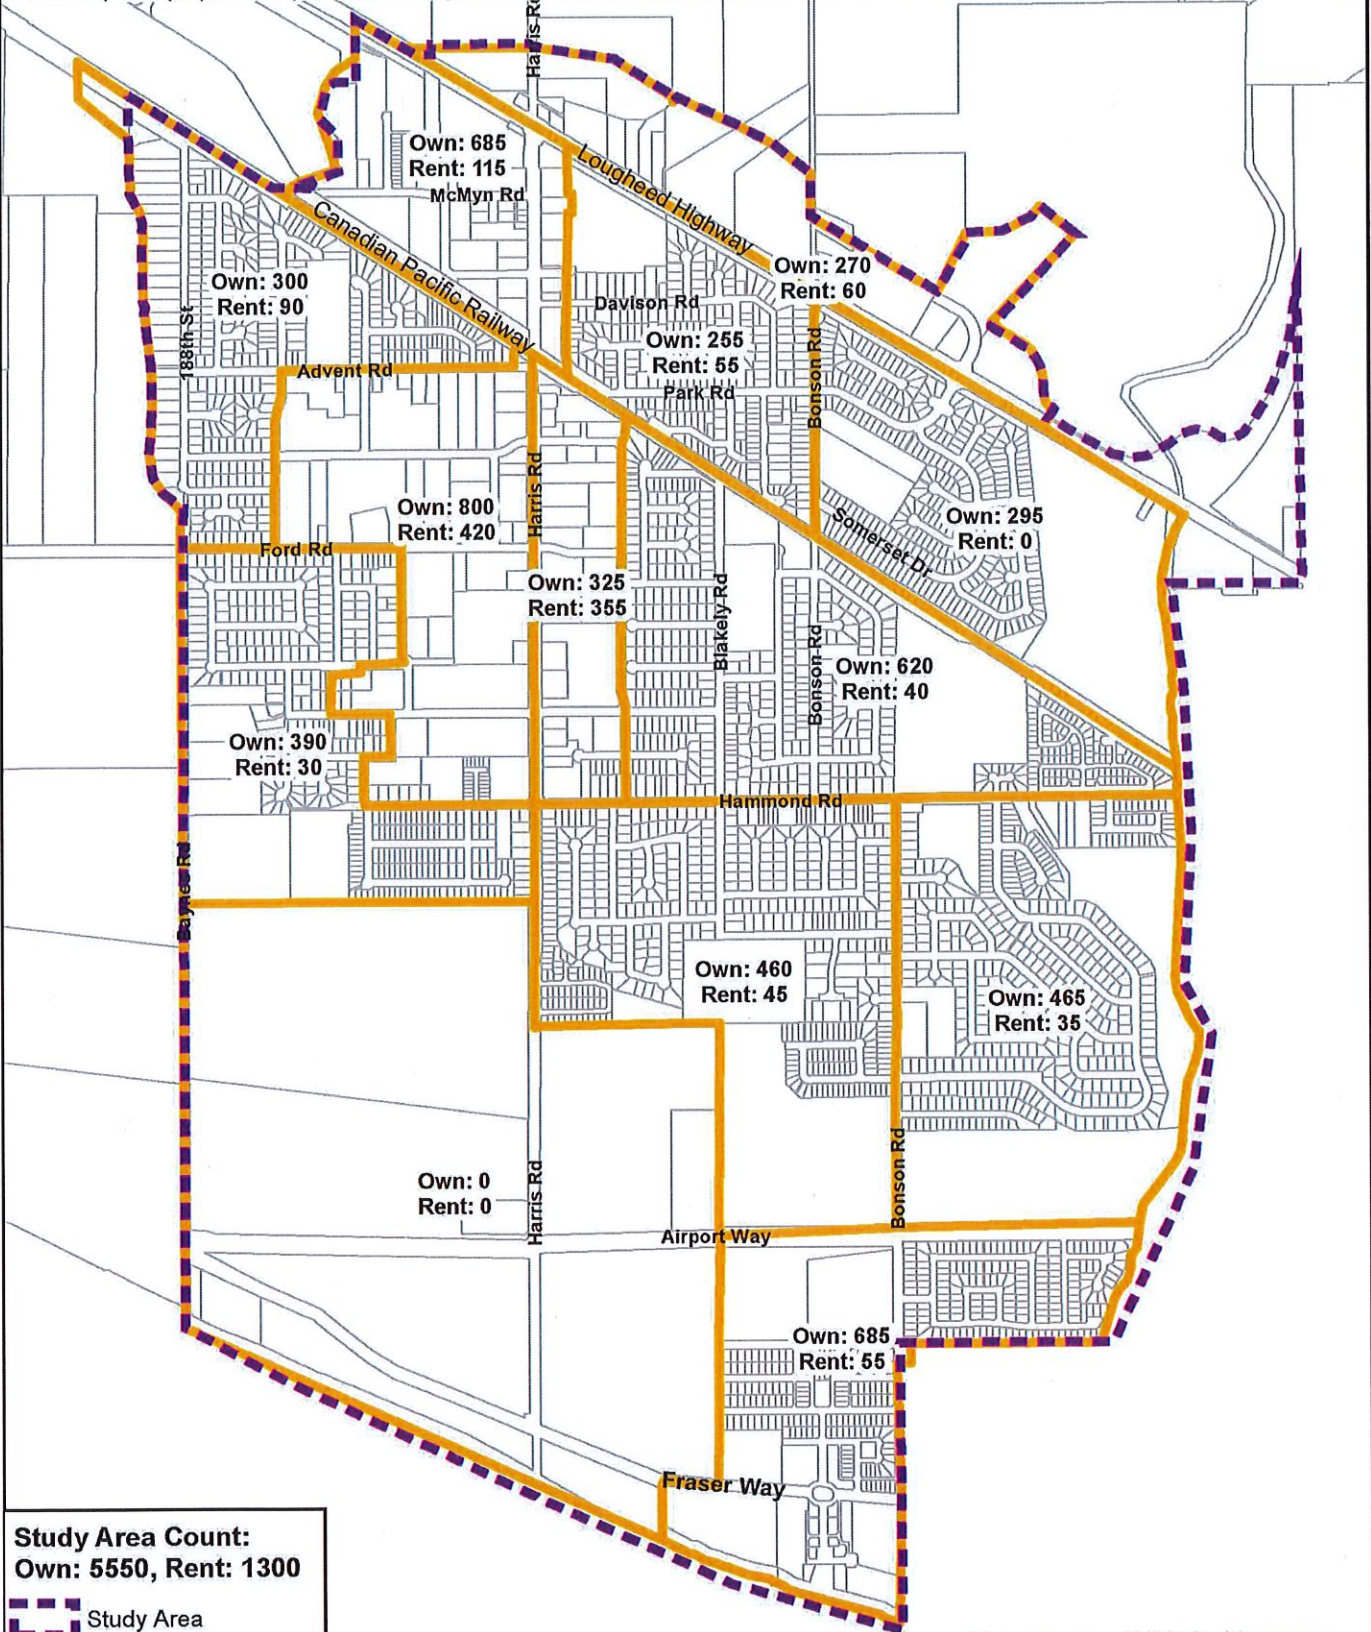 Harris Rd
Own: 685
Rent: 115
McMyn Rd
Lougheed Highway
Canadian Pacific Railway
Own: 270
Rent: 60
Own: 300
Rent: 90
188th St
Davison Rd
Own: 255
Rent: 55
Park Rd
Bonson Rd
Advent Rd
Harris Rd
Own: 800
Rent: 420
Own: 295
Rent: 0
Somerset Dr
Ford Rd
Own: 325
Rent: 355
Blakely Rd
Bonson Rd
Own: 620
Rent: 40
Own: 390
Rent: 30
Hammond Rd
Baynes Rd
Own: 460
Rent: 45
Own: 465
Rent: 35
Bonson Rd
Own: 0
Rent: 0
Harris Rd
Airport Way
Own: 685
Rent: 55
Fraser Way
Study Area Count:
Own: 5550, Rent: 1300
Study Area